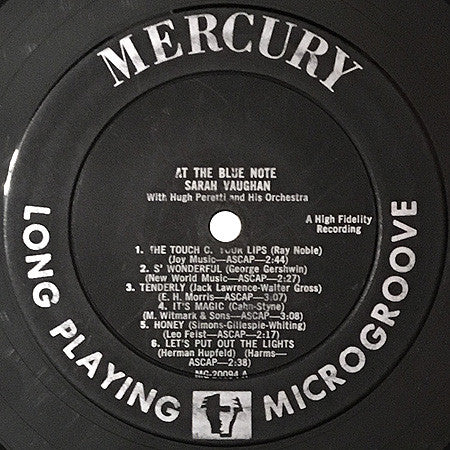 MERCURY
AT THE BLUE NOTE
SARAH VAUGHAN
With Hugh Peretti and His Orchestra
A High Fidelity
Recording
1. THE TOUCH OF YOUR LIPS (Ray Noble)
(Joy Music—ASCAP—2:44)
2. S' WONDERFUL (George Gershwin)
(New World Music—ASCAP—2:27)
3. TENDERLY (Jack Lawrence-Walter Gross)
(E. H. Morris—ASCAP—3:07)
4. IT'S MAGIC (Cahn-Styne)
(M. Witmark & Sons—ASCAP—3:08)
5. HONEY (Simons-Gillespie-Whiting)
(Leo Feist—ASCAP—2:17)
6. LET'S PUT OUT THE LIGHTS
(Herman Hupfeld) (Harms—
ASCAP—2:38)
MG-20094 A
LONG PLAYING
MICROGROOVE